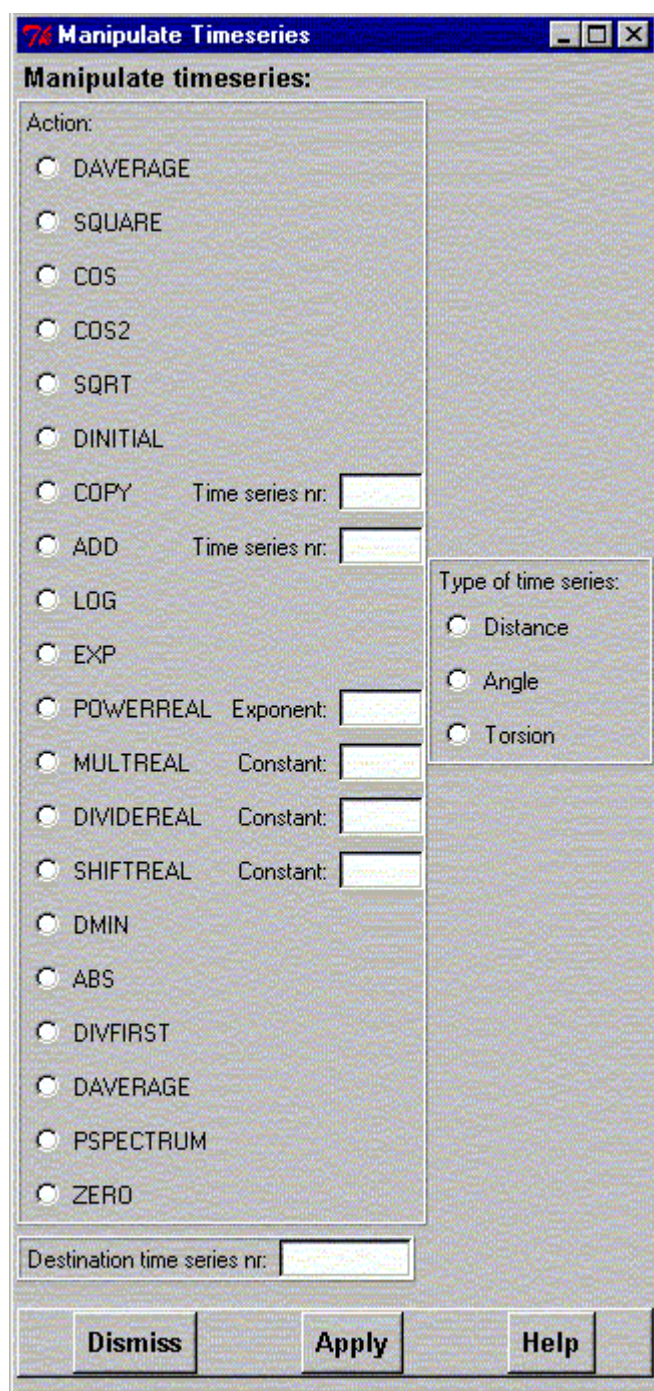 Manipulate Timeseries
Manipulate timeseries:
Action:
DAVERAGE
SQUARE
COS
COS2
SQRT
DINITIAL
COPY Time series nr:
ADD Time series nr:
LOG
EXP
POWERREAL Exponent:
MULTREAL Constant:
DIVIDEREAL Constant:
SHIFTREAL Constant:
DMIN
ABS
DIVFIRST
DAVERAGE
PSPECTRUM
ZERO
Type of time series:
Distance
Angle
Torsion
Destination time series nr:
Dismiss Apply Help